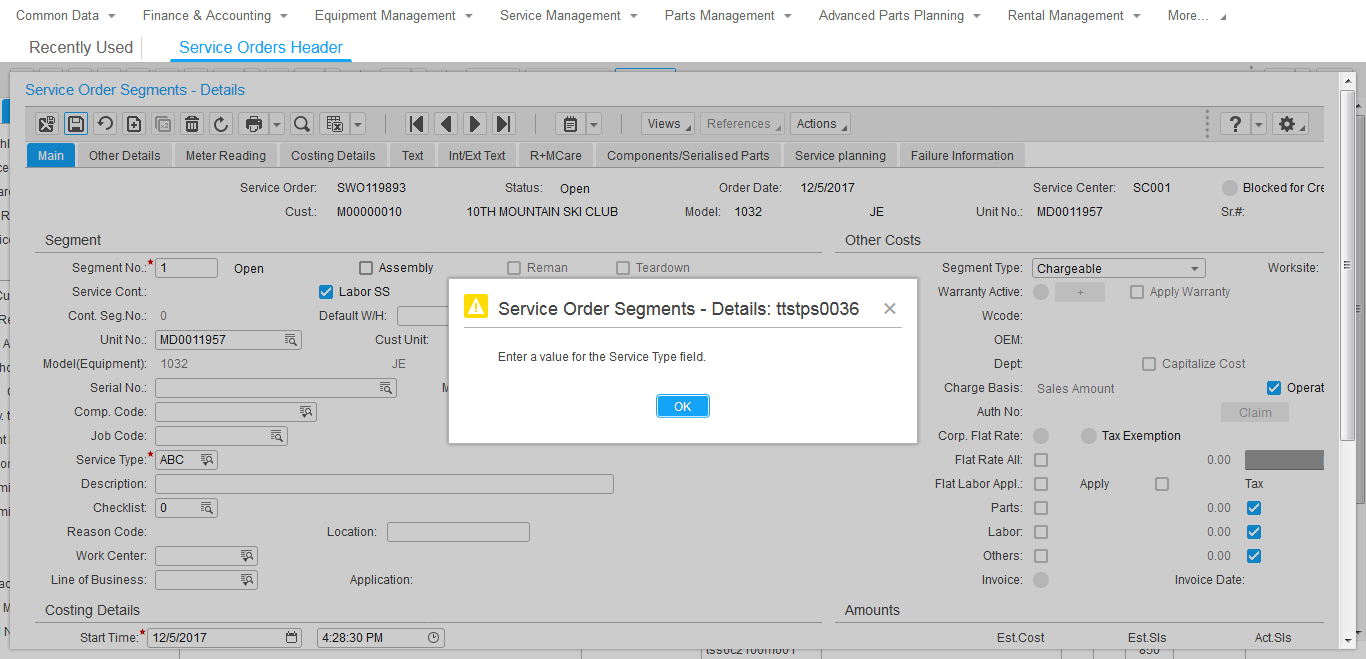 Common Data Finance & Accounting Equipment Management Service Management Parts Management Advanced Parts Planning Rental Management More...
Recently Used Service Orders Header
Service Order Segments - Details
Views References Actions ?
Main Other Details Meter Reading Costing Details Text Int/Ext Text R+MCare Components/Serialised Parts Service planning Failure Information
Service Order: SWO119893 Status: Open Order Date: 12/5/2017 Service Center: SC001 Blocked for Cre
Cust.: M00000010 10TH MOUNTAIN SKI CLUB Model: 1032 JE Unit No.: MD0011957 Sr.#:
Segment Other Costs
Segment No.:* 1 Open Assembly Reman Teardown Segment Type: Chargeable Worksite:
Service Cont.: Labor SS Warranty Active: + Apply Warranty
Cont. Seg.No.: 0 Default W/H: Wcode:
Unit No.: MD0011957 Cust Unit: OEM:
Model(Equipment): 1032 JE Dept: Capitalize Cost
Serial No.: M Charge Basis: Sales Amount Operat
Comp. Code: Auth No: Claim
Job Code: Corp. Flat Rate: Tax Exemption
Service Type:* ABC Flat Rate All: 0.00
Description: Flat Labor Appl.: Apply Tax
Checklist: 0 Parts: 0.00
Reason Code: Location: Labor: 0.00
Work Center: Others: 0.00
Line of Business: Application: Invoice: Invoice Date:
Costing Details Amounts
Start Time:* 12/5/2017 4:28:30 PM Est.Cost Est.Sls Act.Sls
Service Order Segments - Details: ttstps0036
Enter a value for the Service Type field.
OK